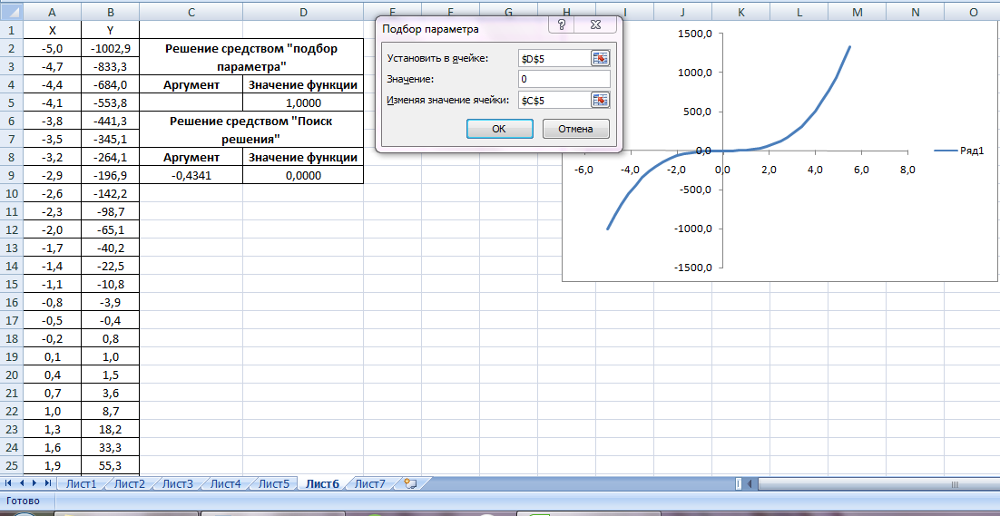 A B C D E F G H I J K L M N O
1 X Y
2 -5,0 -1002,9 Решение средством "подбор
3 -4,7 -833,3 параметра"
4 -4,4 -684,0 Аргумент Значение функции
5 -4,1 -553,8 1,0000
6 -3,8 -441,3 Решение средством "Поиск
7 -3,5 -345,1 решения"
8 -3,2 -264,1 Аргумент Значение функции
9 -2,9 -196,9 -0,4341 0,0000
10 -2,6 -142,2
11 -2,3 -98,7
12 -2,0 -65,1
13 -1,7 -40,2
14 -1,4 -22,5
15 -1,1 -10,8
16 -0,8 -3,9
17 -0,5 -0,4
18 -0,2 0,8
19 0,1 1,0
20 0,4 1,5
21 0,7 3,6
22 1,0 8,7
23 1,3 18,2
24 1,6 33,3
25 1,9 55,3
Подбор параметра ?
Установить в ячейке: $D$5
Значение: 0
Изменяя значение ячейки: $C$5
ОК Отмена
1500,0
1000,0
500,0
0,0 Ряд1
-6,0 -4,0 -2,0 0,0 2,0 4,0 6,0 8,0
-500,0
-1000,0
-1500,0
Лист1 Лист2 Лист3 Лист4 Лист5 Лист6 Лист7
Готово